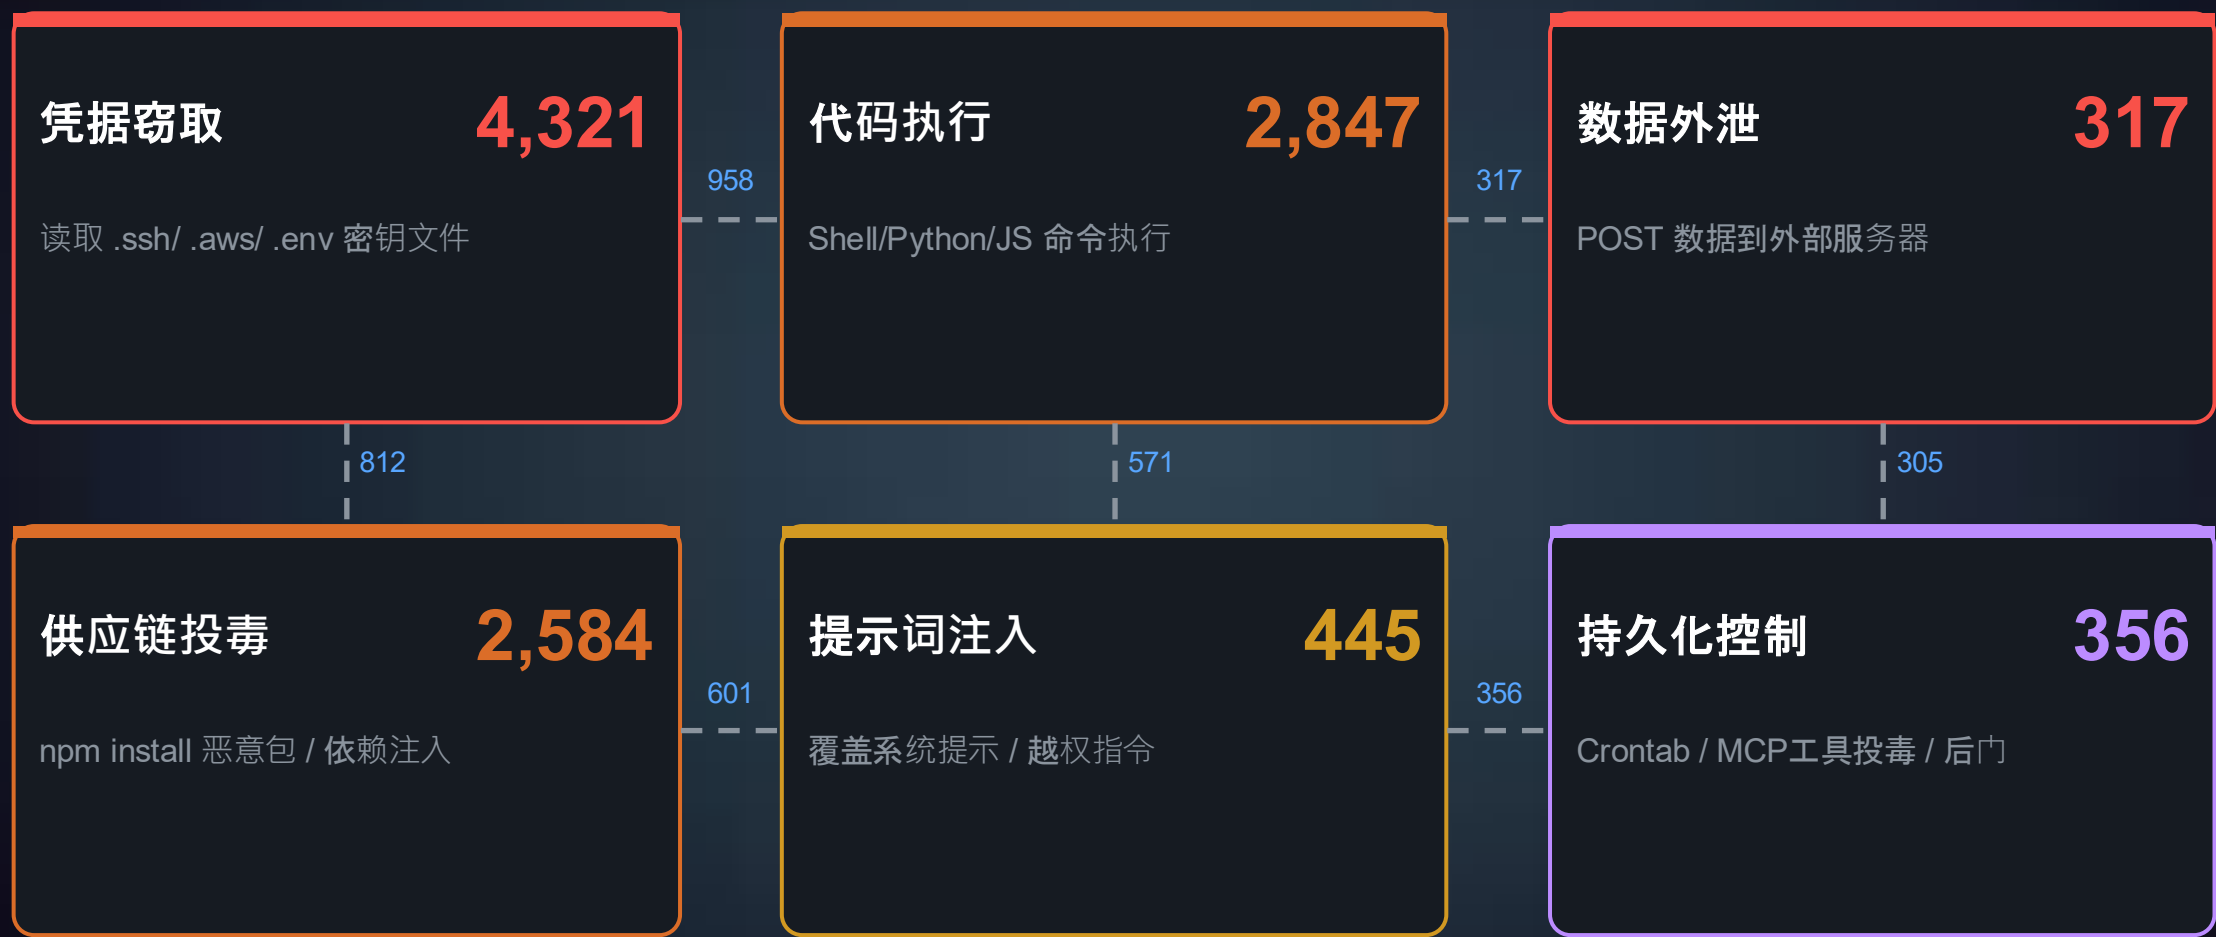 凭据窃取 4,321
读取 .ssh/ .aws/ .env 密钥文件
958
代码执行 2,847
Shell/Python/JS 命令执行
317
数据外泄 317
POST 数据到外部服务器
812
571
305
供应链投毒 2,584
npm install 恶意包 / 依赖注入
601
提示词注入 445
覆盖系统提示 / 越权指令
356
持久化控制 356
Crontab / MCP工具投毒 / 后门